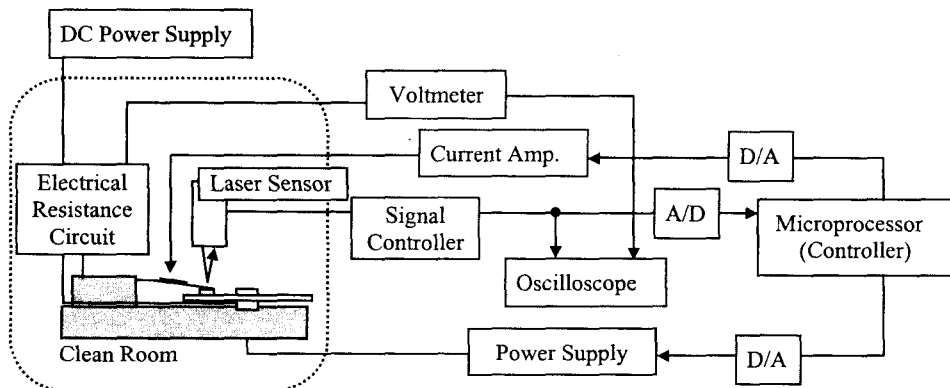 DC Power Supply
Voltmeter
Current Amp.
D/A
Electrical
Resistance
Circuit
Laser Sensor
Signal
Controller
A/D
Microprocessor
(Controller)
Oscilloscope
Clean Room
Power Supply
D/A